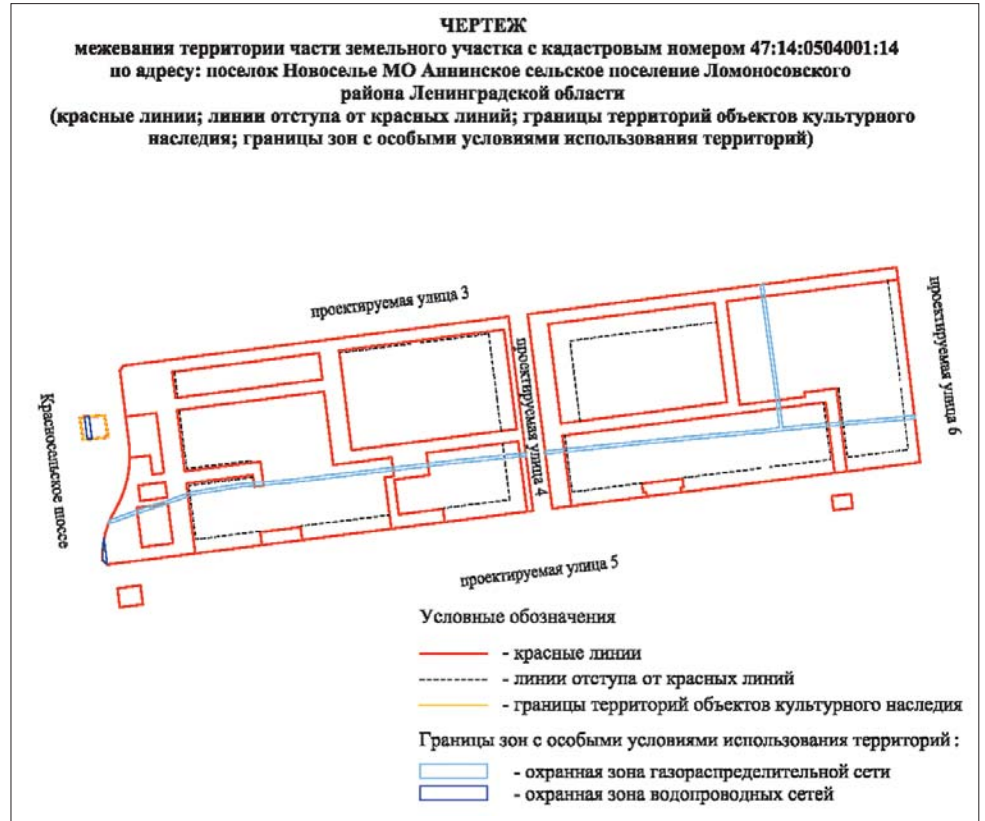 ЧЕРТЕЖ
межевания территории части земельного участка с кадастровым номером 47:14:0504001:14
по адресу: поселок Новоселье МО Аннинское сельское поселение Ломоносовского
района Ленинградской области
(красные линии; линии отступа от красных линий; границы территорий объектов культурного
наследия; границы зон с особыми условиями использования территорий)
проектируемая улица 3
проектируемая улица 6
проектируемая улица 4
Красносельское шоссе
проектируемая улица 5
Условные обозначения
- красные линии
- линии отступа от красных линий
- границы территорий объектов культурного наследия
Границы зон с особыми условиями использования территорий :
- охранная зона газораспределительной сети
- охранная зона водопроводных сетей